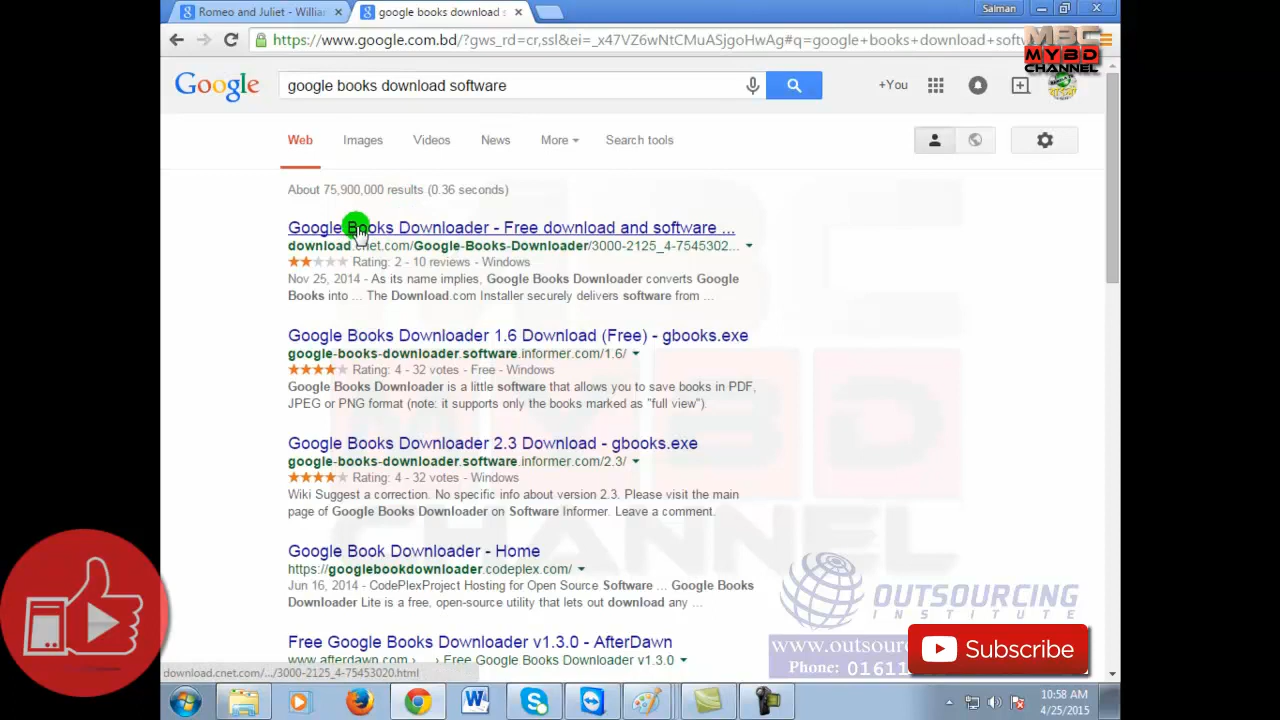 Romeo and Juliet - Willia
google books download s
Salman
https://www.google.com.bd/?gws_rd=cr,ssl&ei=_x47VZ6wNtCMuASjgoHwAg#q=google+books+download+soft
MBC
MYBD
CHANNEL
Google
google books download software
+You
Web
Images
Videos
News
More
Search tools
About 75,900,000 results (0.36 seconds)
Google Books Downloader - Free download and software ...
download.cnet.com/Google-Books-Downloader/3000-2125_4-7545302...
Rating: 2 - 10 reviews - Windows
Nov 25, 2014 - As its name implies, Google Books Downloader converts Google
Books into ... The Download.com Installer securely delivers software from ...
Google Books Downloader 1.6 Download (Free) - gbooks.exe
google-books-downloader.software.informer.com/1.6/
Rating: 4 - 32 votes - Free - Windows
Google Books Downloader is a little software that allows you to save books in PDF,
JPEG or PNG format (note: it supports only the books marked as "full view").
Google Books Downloader 2.3 Download - gbooks.exe
google-books-downloader.software.informer.com/2.3/
Rating: 4 - 32 votes - Windows
Wiki Suggest a correction. No specific info about version 2.3. Please visit the main
page of Google Books Downloader on Software Informer. Leave a comment.
Google Book Downloader - Home
https://googlebookdownloader.codeplex.com/
Jun 16, 2014 - CodePlexProject Hosting for Open Source Software ... Google Books
Downloader Lite is a free, open-source utility that lets out download any ...
Free Google Books Downloader v1.3.0 - AfterDawn
www.afterdawn.com › ... › Free Google Books Downloader v1.3.0
MBC
MYBD
CHANNEL
OUTSOURCING
INSTITUTE
www.outsou
Phone: 01611
Subscribe
download.cnet.com/.../3000-2125_4-75453020.html
10:58 AM
4/25/2015